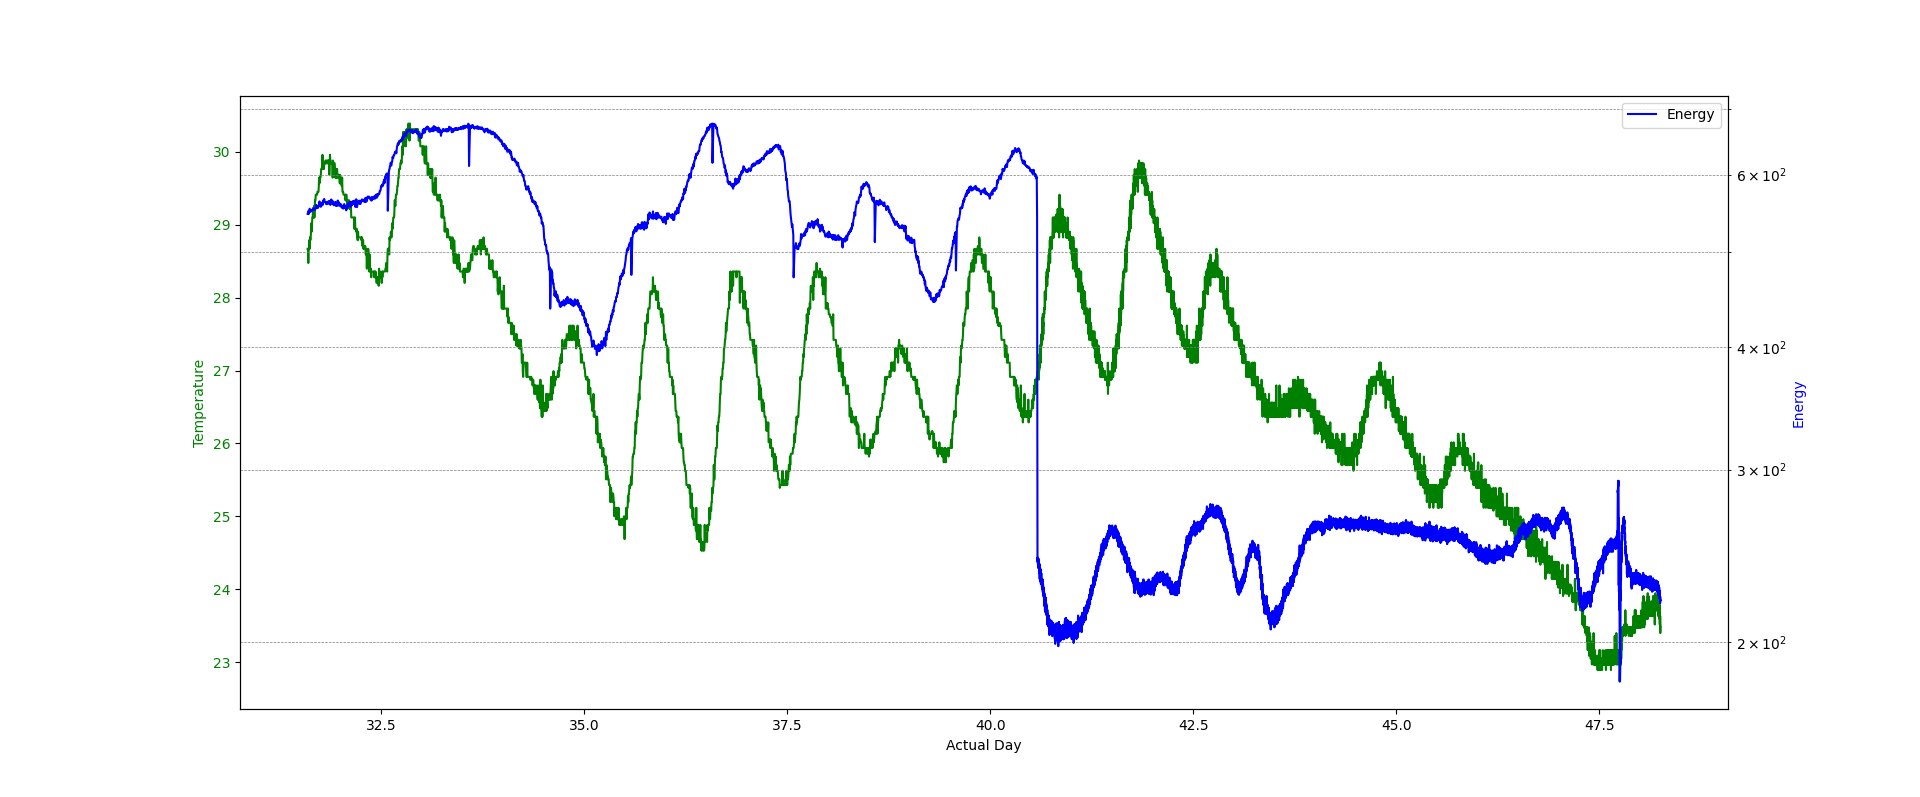 Energy
30
29
28
27
26
25
24
23
Temperature
6 × 10²
4 × 10²
3 × 10²
2 × 10²
Energy
32.5 35.0 37.5 40.0 42.5 45.0 47.5
Actual Day